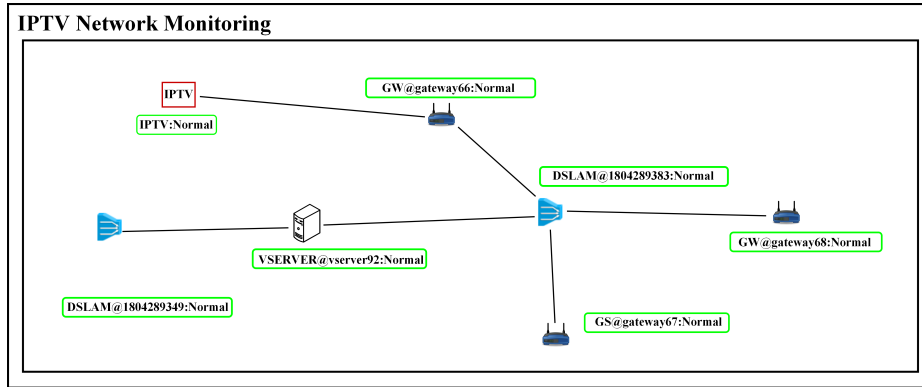 IPTV Network Monitoring
GW@gateway66:Normal
IPTV
IPTV:Normal
DSLAM@1804289383:Normal
GW@gateway68:Normal
VSERVER@vserver92:Normal
DSLAM@1804289349:Normal
GS@gateway67:Normal